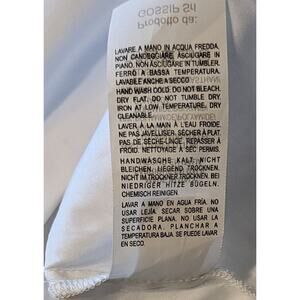 GOSSIP Srl
Prodotto da:
LAVARE A MANO IN ACQUA FREDDA.
NON CANDEGGIARE. ASCIUGARE IN
PIANO. NON ASCIUGARE IN TUMBLER.
FERRO A BASSA TEMPERATURA.
LAVABILE ANCHE A SECCO
HAND WASH COLD. DO NOT BLEACH.
DRY FLAT. DO NOT TUMBLE DRY.
IRON AT LOW TEMPERATURE. DRY
CLEANABLE
LAVER A LA MAIN À L'EAU FROIDE.
NE PAS JAVELLISER. SÉCHER À PLAT.
PAS DE SÈCHE-LINGE. REPASSER À
FROID. NETTOYAGE À SEC PERMIS.
HANDWÄSCHE KALT. NICHT
BLEICHEN. LIEGEND TROCKNEN.
NICHT IM TROCKNER TROCKNEN. BEI
NIEDRIGER HITZE BÜGELN.
CHEMISCH REINIGEN
LAVAR A MANO EN AGUA FRÍA. NO
USAR LEJÍA. SECAR SOBRE UNA
SUPERFICIE PLANA. NO USAR LA
SECADORA. PLANCHAR A
TEMPERATURA BAJA. SE PUEDE LAVAR
EN SECO.